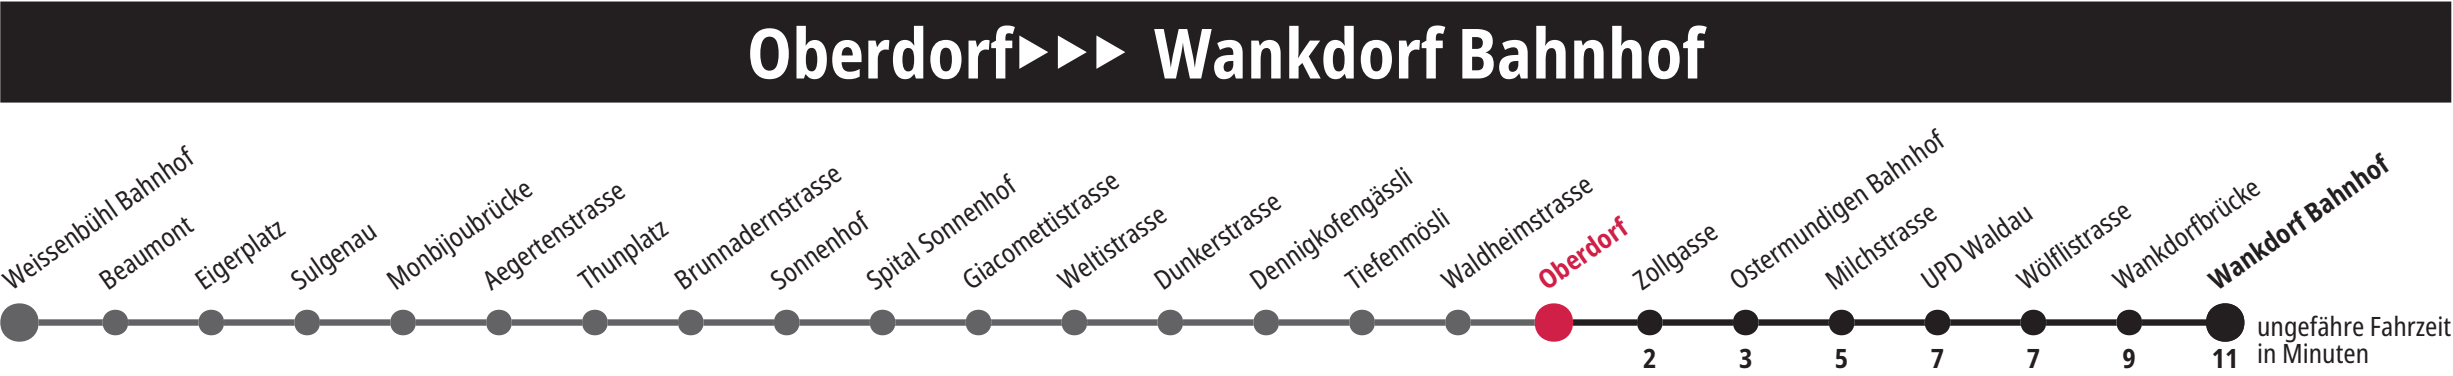 Oberdorf▶▶▶ Wankdorf Bahnhof
Weissenbühl Bahnhof
Beaumont
Eigerplatz
Sulgenau
Monbijoubrücke
Aegertenstrasse
Thunplatz
Brunnadernstrasse
Sonnenhof
Spital Sonnenhof
Giacomettistrasse
Weltistrasse
Dunkerstrasse
Dennigkofengässli
Tiefenmösli
Waldheimstrasse
Oberdorf
Zollgasse
Ostermundigen Bahnhof
Milchstrasse
UPD Waldau
Wölflistrasse
Wankdorfbrücke
Wankdorf Bahnhof
2 3 5 7 7 9 11
ungefähre Fahrzeit
in Minuten